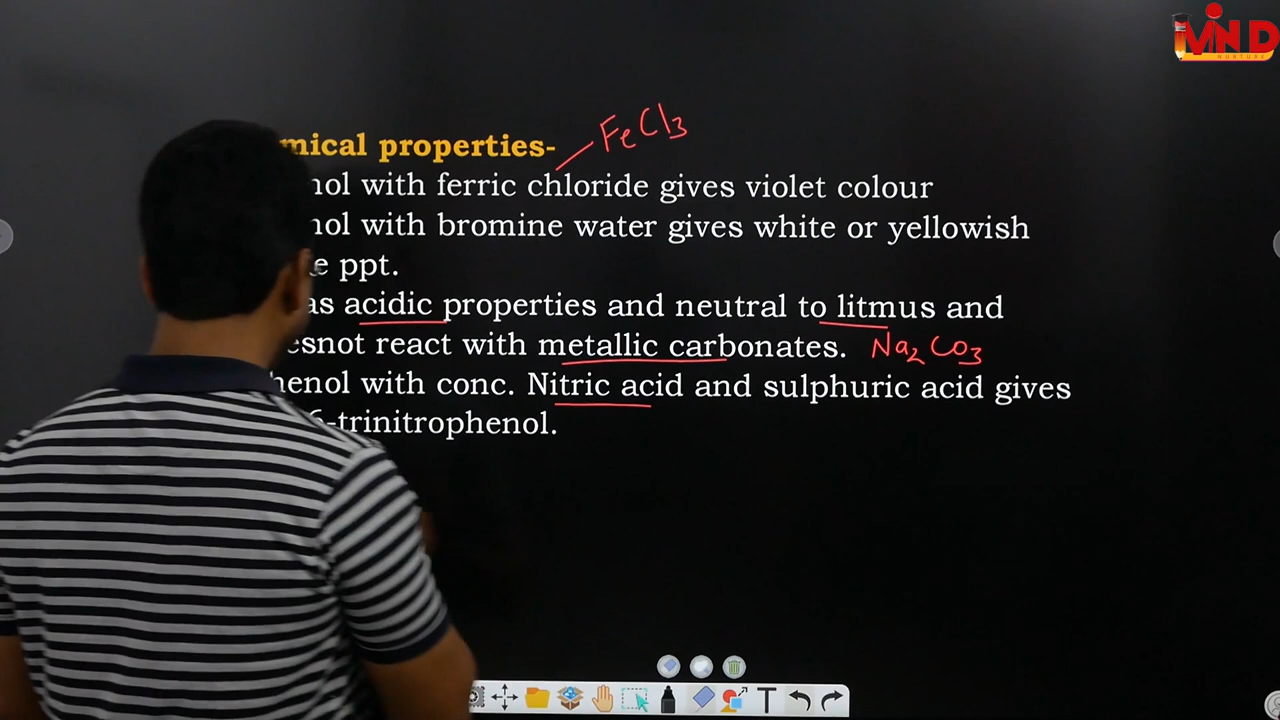 MIND
NURTURE
FeCl3
mical properties-
nol with ferric chloride gives violet colour
nol with bromine water gives white or yellowish
e ppt.
as acidic properties and neutral to litmus and
esnot react with metallic carbonates. Na2CO3
henol with conc. Nitric acid and sulphuric acid gives
6-trinitrophenol.